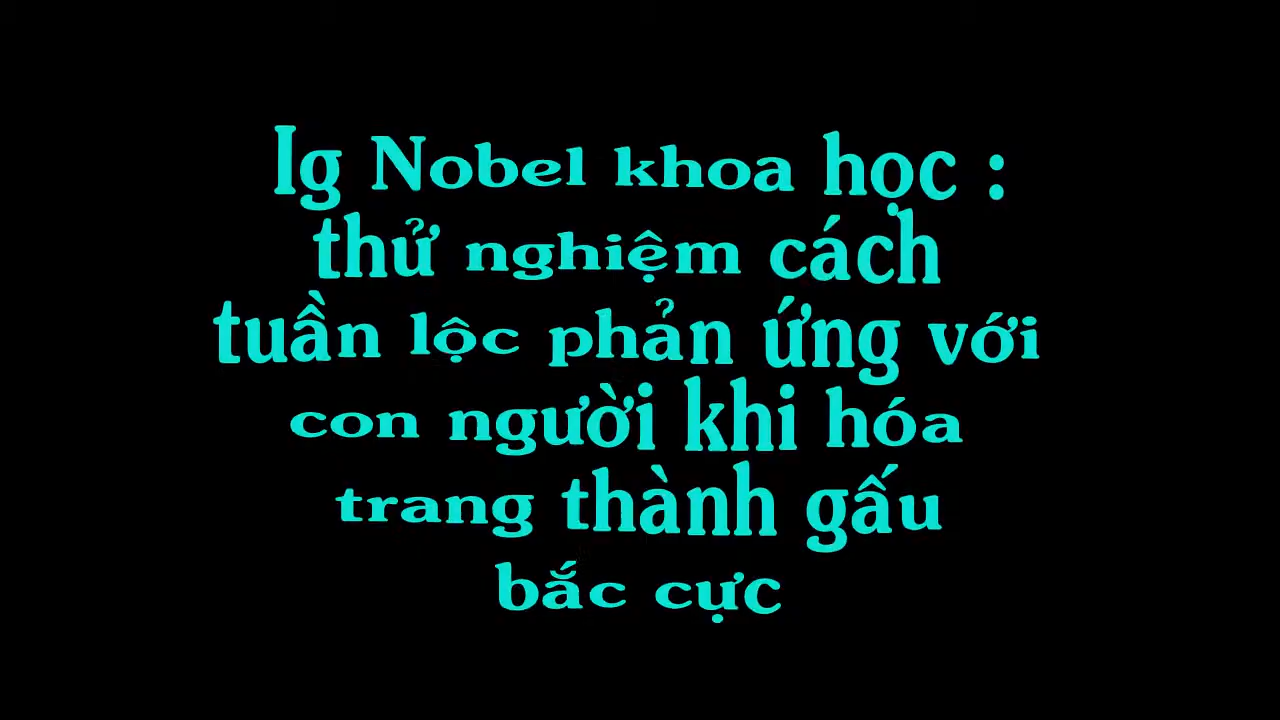 Ig Nobel khoa học :
thử nghiệm cách
tuần lộc phản ứng với
con người khi hóa
trang thành gấu
bắc cực